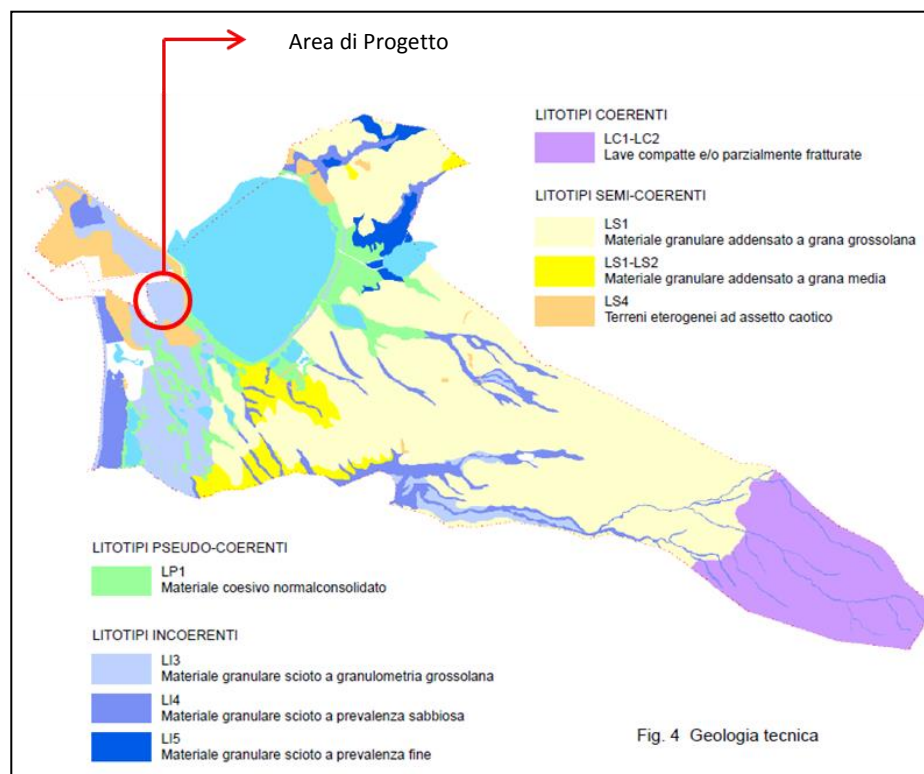 Area di Progetto
LITOTIPI COERENTI
LC1-LC2
Lave compatte e/o parzialmente fratturate
LITOTIPI SEMI-COERENTI
LS1
Materiale granulare addensato a grana grossolana
LS1-LS2
Materiale granulare addensato a grana media
LS4
Terreni eterogenei ad assetto caotico
LITOTIPI PSEUDO-COERENTI
LP1
Materiale coesivo normalconsolidato
LITOTIPI INCOERENTI
LI3
Materiale granulare scioto a granulometria grossolana
LI4
Materiale granulare scioto a prevalenza sabbiosa
LI5
Materiale granulare scioto a prevalenza fine
Fig. 4 Geologia tecnica